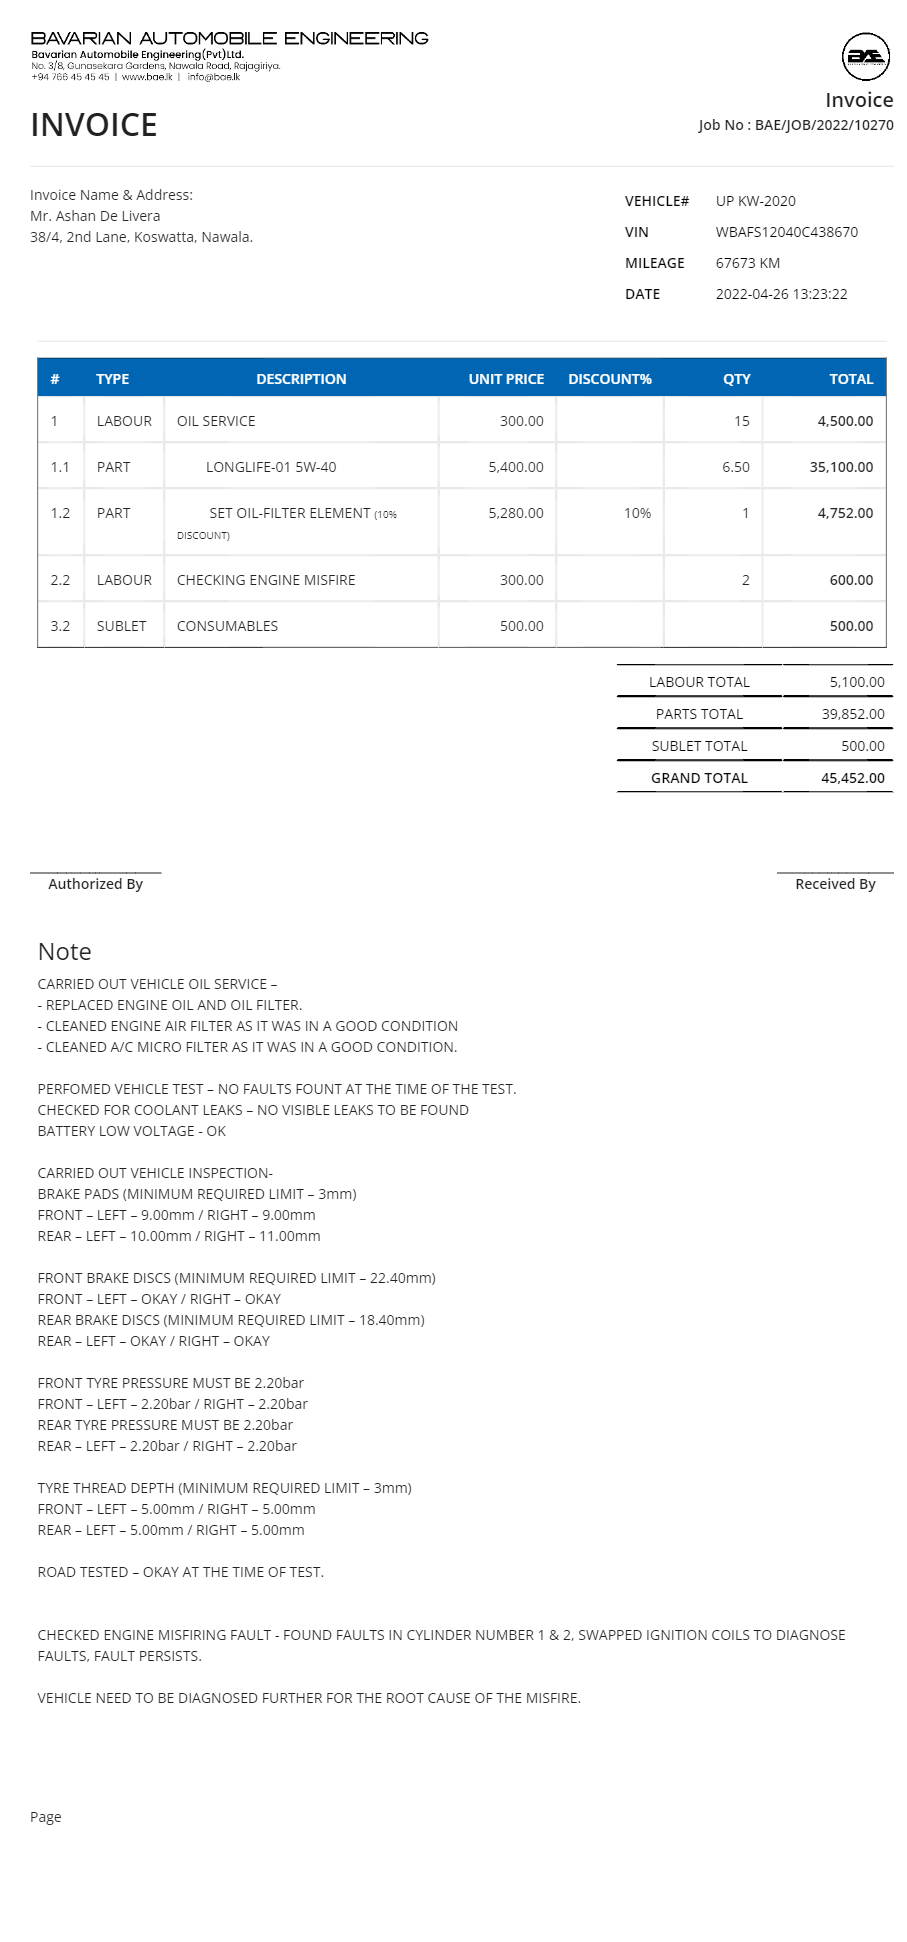 BAVARIAN AUTOMOBILE ENGINEERING
Bavarian Automobile Engineering(Pvt)Ltd.
No. 3/8, Gunasekara Gardens, Nawala Road, Rajagiriya.
+94 766 45 45 45 | www.bae.lk | info@bae.lk
BAE
Invoice
INVOICE
Job No : BAE/JOB/2022/10270
Invoice Name & Address:
Mr. Ashan De Livera
38/4, 2nd Lane, Koswatta, Nawala.
VEHICLE# UP KW-2020
VIN WBAFS12040C438670
MILEAGE 67673 KM
DATE 2022-04-26 13:23:22
# TYPE DESCRIPTION UNIT PRICE DISCOUNT% QTY TOTAL
1 LABOUR OIL SERVICE 300.00 15 4,500.00
1.1 PART LONGLIFE-01 5W-40 5,400.00 6.50 35,100.00
1.2 PART SET OIL-FILTER ELEMENT (10% 5,280.00 10% 1 4,752.00
DISCOUNT)
2.2 LABOUR CHECKING ENGINE MISFIRE 300.00 2 600.00
3.2 SUBLET CONSUMABLES 500.00 500.00
LABOUR TOTAL 5,100.00
PARTS TOTAL 39,852.00
SUBLET TOTAL 500.00
GRAND TOTAL 45,452.00
Authorized By Received By
Note
CARRIED OUT VEHICLE OIL SERVICE –
- REPLACED ENGINE OIL AND OIL FILTER.
- CLEANED ENGINE AIR FILTER AS IT WAS IN A GOOD CONDITION
- CLEANED A/C MICRO FILTER AS IT WAS IN A GOOD CONDITION.
PERFOMED VEHICLE TEST – NO FAULTS FOUNT AT THE TIME OF THE TEST.
CHECKED FOR COOLANT LEAKS – NO VISIBLE LEAKS TO BE FOUND
BATTERY LOW VOLTAGE - OK
CARRIED OUT VEHICLE INSPECTION-
BRAKE PADS (MINIMUM REQUIRED LIMIT – 3mm)
FRONT – LEFT – 9.00mm / RIGHT – 9.00mm
REAR – LEFT – 10.00mm / RIGHT – 11.00mm
FRONT BRAKE DISCS (MINIMUM REQUIRED LIMIT – 22.40mm)
FRONT – LEFT – OKAY / RIGHT – OKAY
REAR BRAKE DISCS (MINIMUM REQUIRED LIMIT – 18.40mm)
REAR – LEFT – OKAY / RIGHT – OKAY
FRONT TYRE PRESSURE MUST BE 2.20bar
FRONT – LEFT – 2.20bar / RIGHT – 2.20bar
REAR TYRE PRESSURE MUST BE 2.20bar
REAR – LEFT – 2.20bar / RIGHT – 2.20bar
TYRE THREAD DEPTH (MINIMUM REQUIRED LIMIT – 3mm)
FRONT – LEFT – 5.00mm / RIGHT – 5.00mm
REAR – LEFT – 5.00mm / RIGHT – 5.00mm
ROAD TESTED – OKAY AT THE TIME OF TEST.
CHECKED ENGINE MISFIRING FAULT - FOUND FAULTS IN CYLINDER NUMBER 1 & 2, SWAPPED IGNITION COILS TO DIAGNOSE
FAULTS, FAULT PERSISTS.
VEHICLE NEED TO BE DIAGNOSED FURTHER FOR THE ROOT CAUSE OF THE MISFIRE.
Page